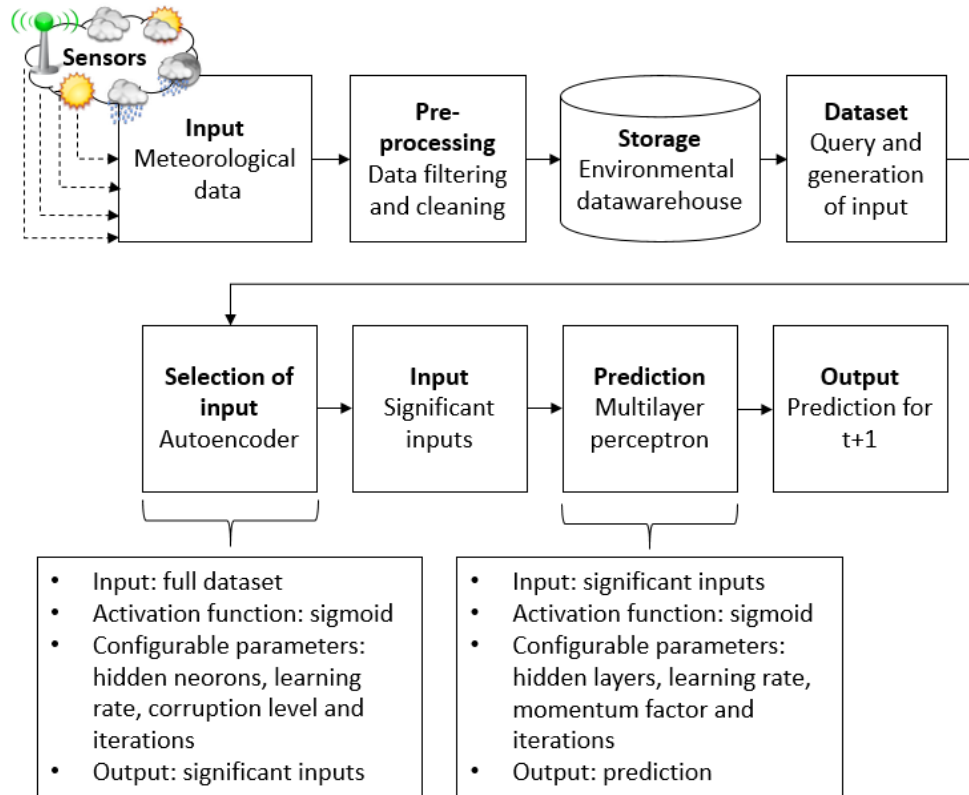 Sensors
Input
Meteorological
data
Pre-
processing
Data filtering
and cleaning
Storage
Environmental
datawarehouse
Dataset
Query and
generation
of input
Selection of
input
Autoencoder
Input
Significant
inputs
Prediction
Multilayer
perceptron
Output
Prediction for
t+1
• Input: full dataset
• Activation function: sigmoid
• Configurable parameters:
hidden neorons, learning
rate, corruption level and
iterations
• Output: significant inputs
• Input: significant inputs
• Activation function: sigmoid
• Configurable parameters:
hidden layers, learning rate,
momentum factor and
iterations
• Output: prediction